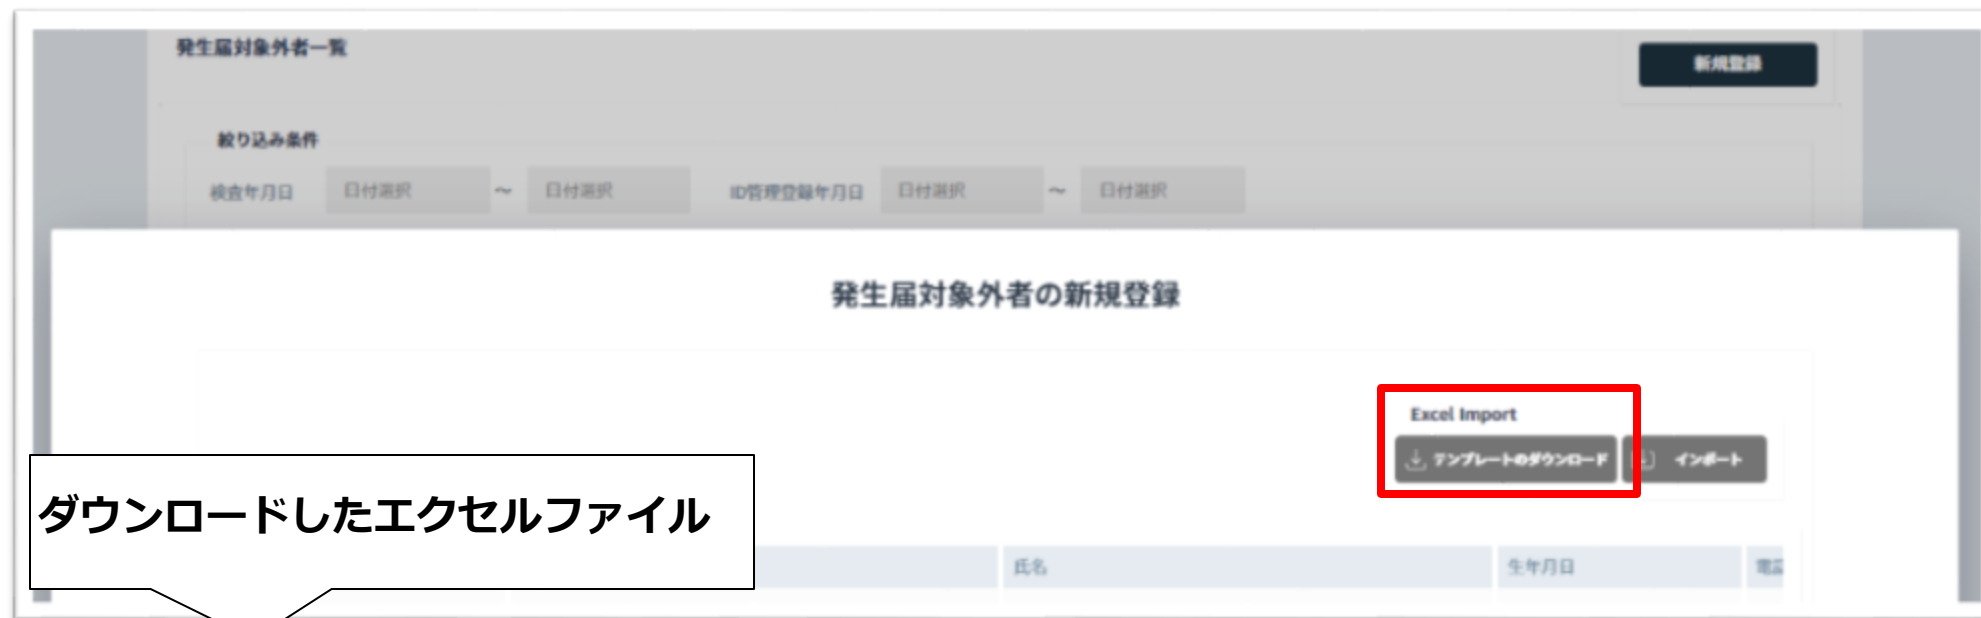 発生届対象外者一覧
新規登録
絞り込み条件
検査年月日 日付選択 ～ 日付選択 ID管理登録年月日 日付選択 ～ 日付選択
発生届対象外者の新規登録
Excel Import
テンプレートのダウンロード インポート
ダウンロードしたエクセルファイル
氏名 生年月日